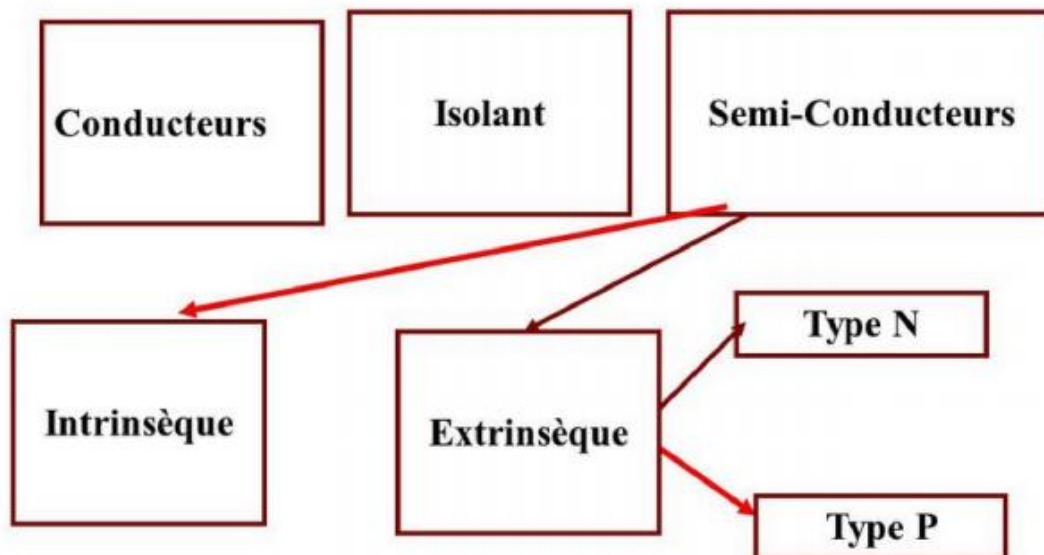 Conducteurs
Isolant
Semi-Conducteurs
Type N
Intrinsèque
Extrinsèque
Type P